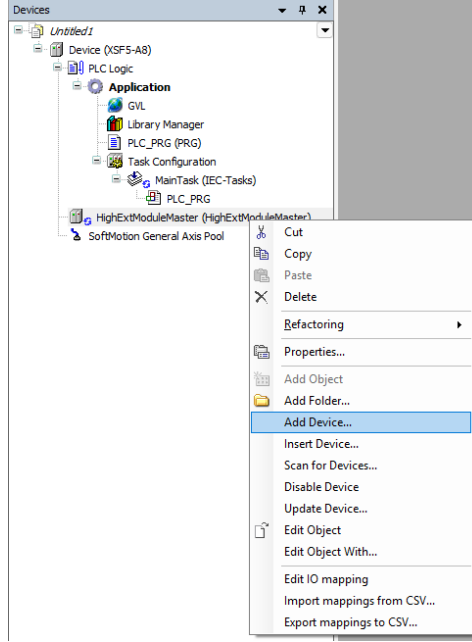 Devices
Untitled1
Device (XSF5-A8)
PLC Logic
Application
GVL
Library Manager
PLC_PRG (PRG)
Task Configuration
MainTask (IEC-Tasks)
PLC_PRG
HighExtModuleMaster (HighExtModuleMaster)
SoftMotion General Axis Pool
Cut
Copy
Paste
Delete
Refactoring
Properties...
Add Object
Add Folder...
Add Device...
Insert Device...
Scan for Devices...
Disable Device
Update Device...
Edit Object
Edit Object With...
Edit IO mapping
Import mappings from CSV...
Export mappings to CSV...